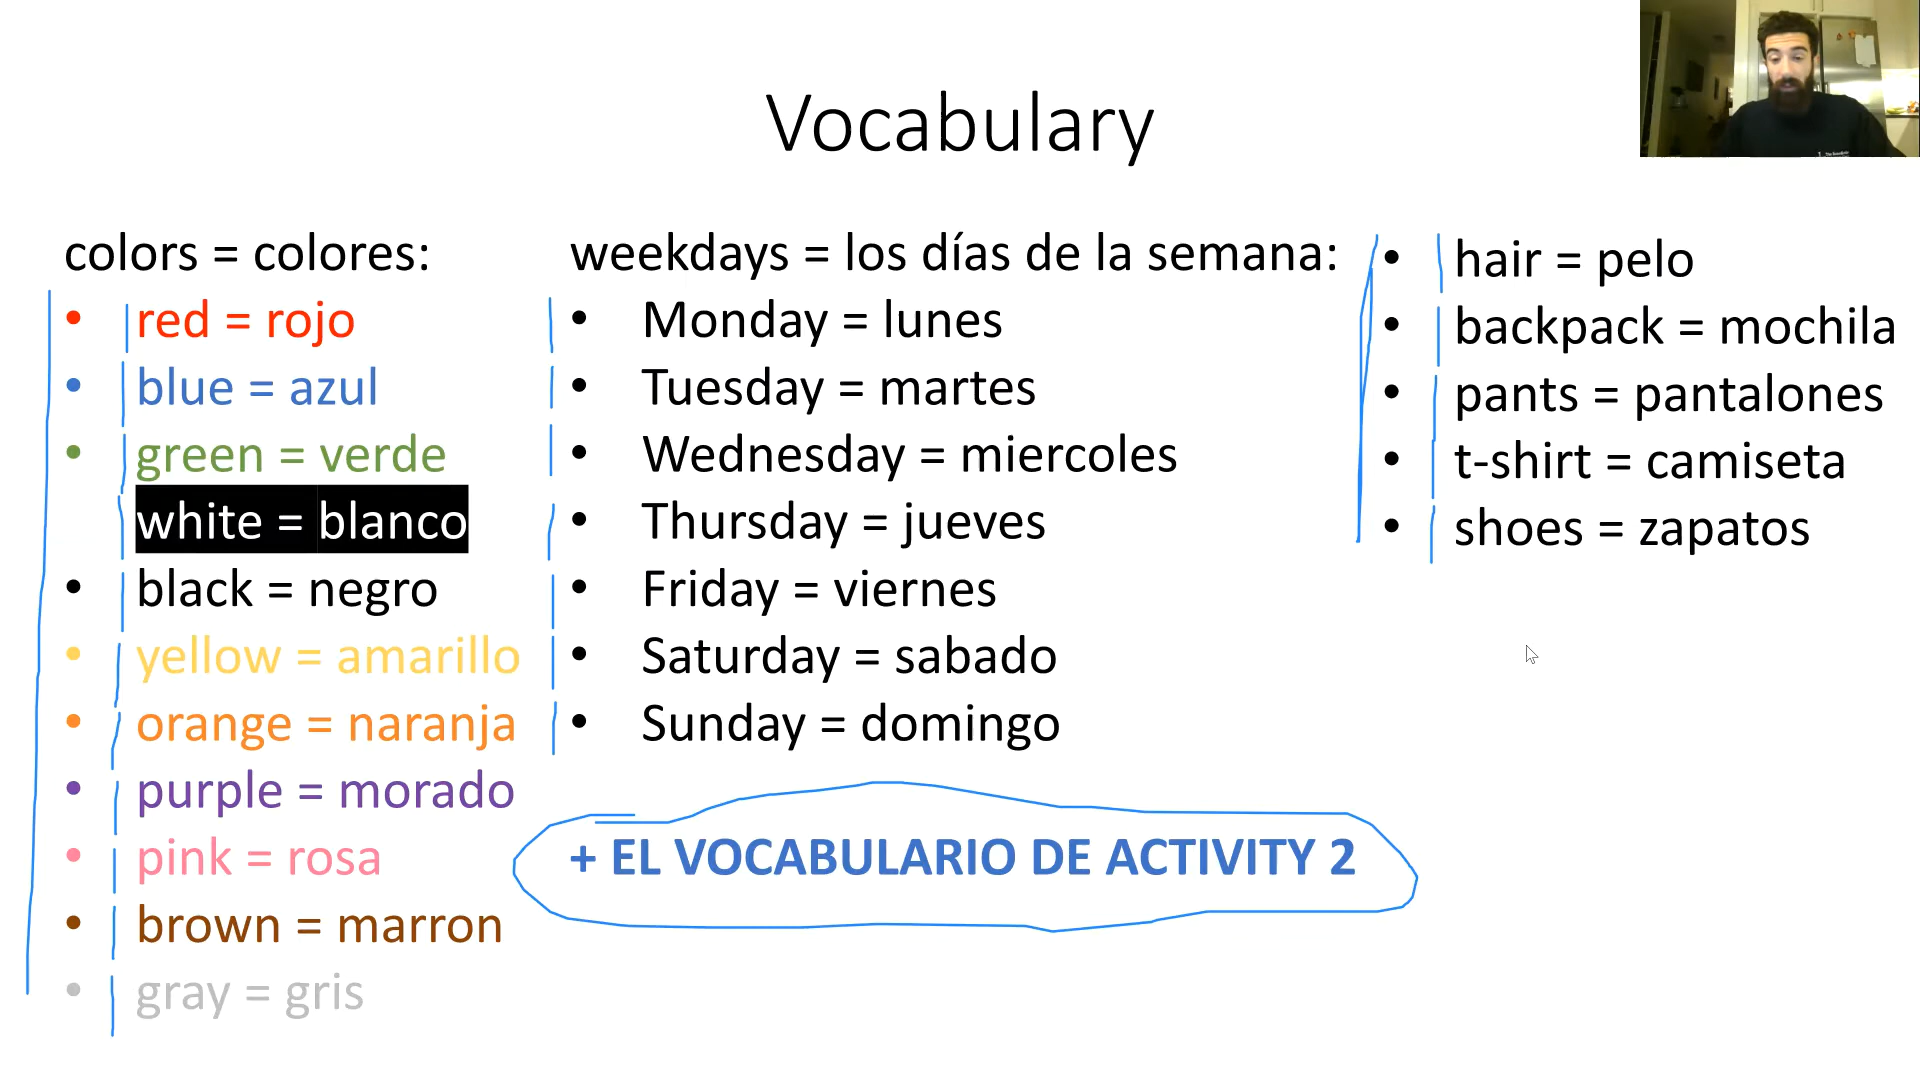 Vocabulary
colors = colores:
• red = rojo
• blue = azul
• green = verde
white = blanco
• black = negro
• yellow = amarillo
• orange = naranja
• purple = morado
• pink = rosa
• brown = marron
• gray = gris
weekdays = los días de la semana:
• Monday = lunes
• Tuesday = martes
• Wednesday = miercoles
• Thursday = jueves
• Friday = viernes
• Saturday = sabado
• Sunday = domingo
+ EL VOCABULARIO DE ACTIVITY 2
• hair = pelo
• backpack = mochila
• pants = pantalones
• t-shirt = camiseta
• shoes = zapatos